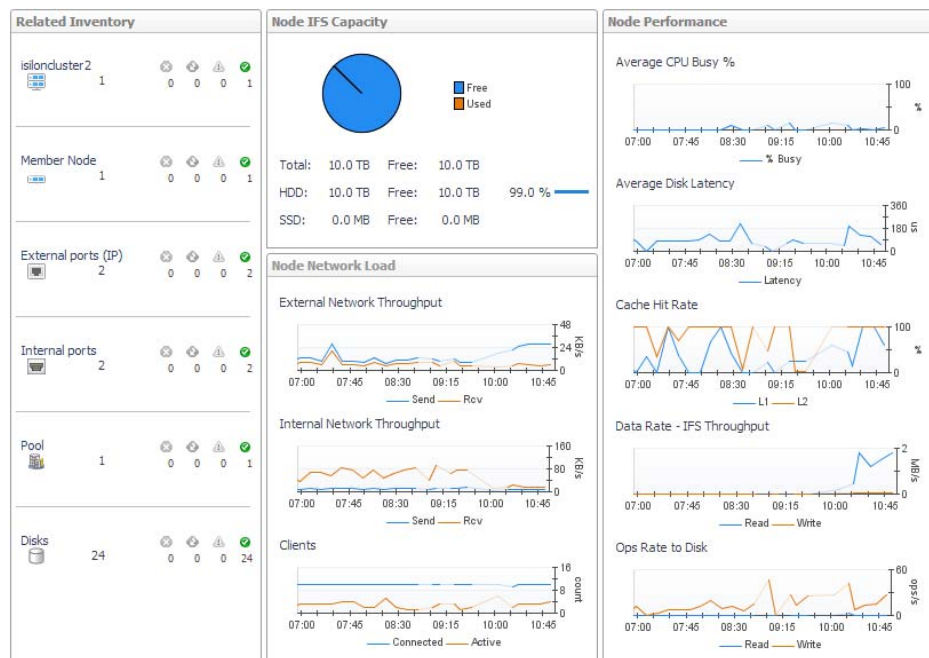 Related Inventory
isiloncluster2
1
0 0 0 1
Member Node
1
0 0 0 1
External ports (IP)
2
0 0 0 2
Internal ports
2
0 0 0 2
Pool
1
0 0 0 1
Disks
24
0 0 0 24
Node IFS Capacity
Free
Used
Total: 10.0 TB Free: 10.0 TB
HDD: 10.0 TB Free: 10.0 TB 99.0 %
SSD: 0.0 MB Free: 0.0 MB
Node Network Load
External Network Throughput
48
24
0
KB/s
07:00 07:45 08:30 09:15 10:00 10:45
Send Rcv
Internal Network Throughput
160
80
0
KB/s
07:00 07:45 08:30 09:15 10:00 10:45
Send Rcv
Clients
16
8
0
count
07:00 07:45 08:30 09:15 10:00 10:45
Connected Active
Node Performance
Average CPU Busy %
100
0
%
07:00 07:45 08:30 09:15 10:00 10:45
% Busy
Average Disk Latency
360
180
0
us
07:00 07:45 08:30 09:15 10:00 10:45
Latency
Cache Hit Rate
100
0
%
07:00 07:45 08:30 09:15 10:00 10:45
L1 L2
Data Rate - IFS Throughput
2
0
MB/s
07:00 07:45 08:30 09:15 10:00 10:45
Read Write
Ops Rate to Disk
60
0
ops/s
07:00 07:45 08:30 09:15 10:00 10:45
Read Write